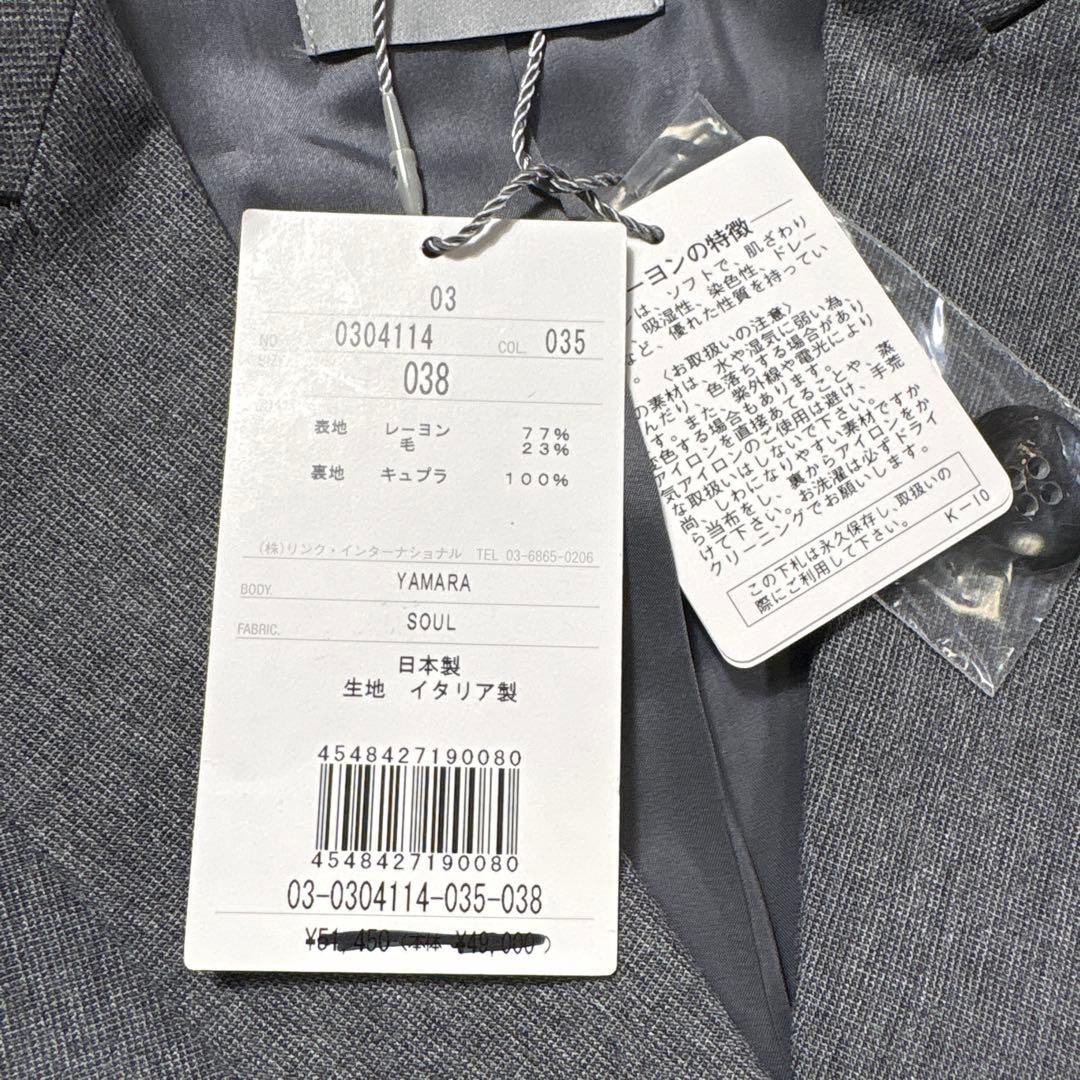 03
NO. 0304114 COL. 035
SIZE 038
表地 レーヨン 77%
毛 23%
裏地 キュプラ 100%
(株)リンク・インターナショナル TEL 03-6865-0206
BODY. YAMARA
FABRIC. SOUL
日本製
生地 イタリア製
4548427190080
4548427190080
03-0304114-035-038
¥51,450(本体 ¥49,000)
ーヨンの特徴
は、ソフトで、肌ざわり
、吸湿性、染色性、ドレー
など、優れた性質を持ってい
。〈お取扱いの注意〉
の素材は、水や湿気に弱い為
んだり、色落ちする場合があり
す。また、紫外線や電光により
色する場合もあります。
アイロンを直接あてることや、蒸
気アイロンのご使用は避け、手荒
な取扱いはしないで下さい。
尚、しわになりやすい素材ですか
ら当布をし、裏からアイロンをか
けて下さい。お洗濯は必ずドライ
クリーニングでお願いします。
K-10
この下札は永久保存し、取扱いの
際にご利用して下さい。